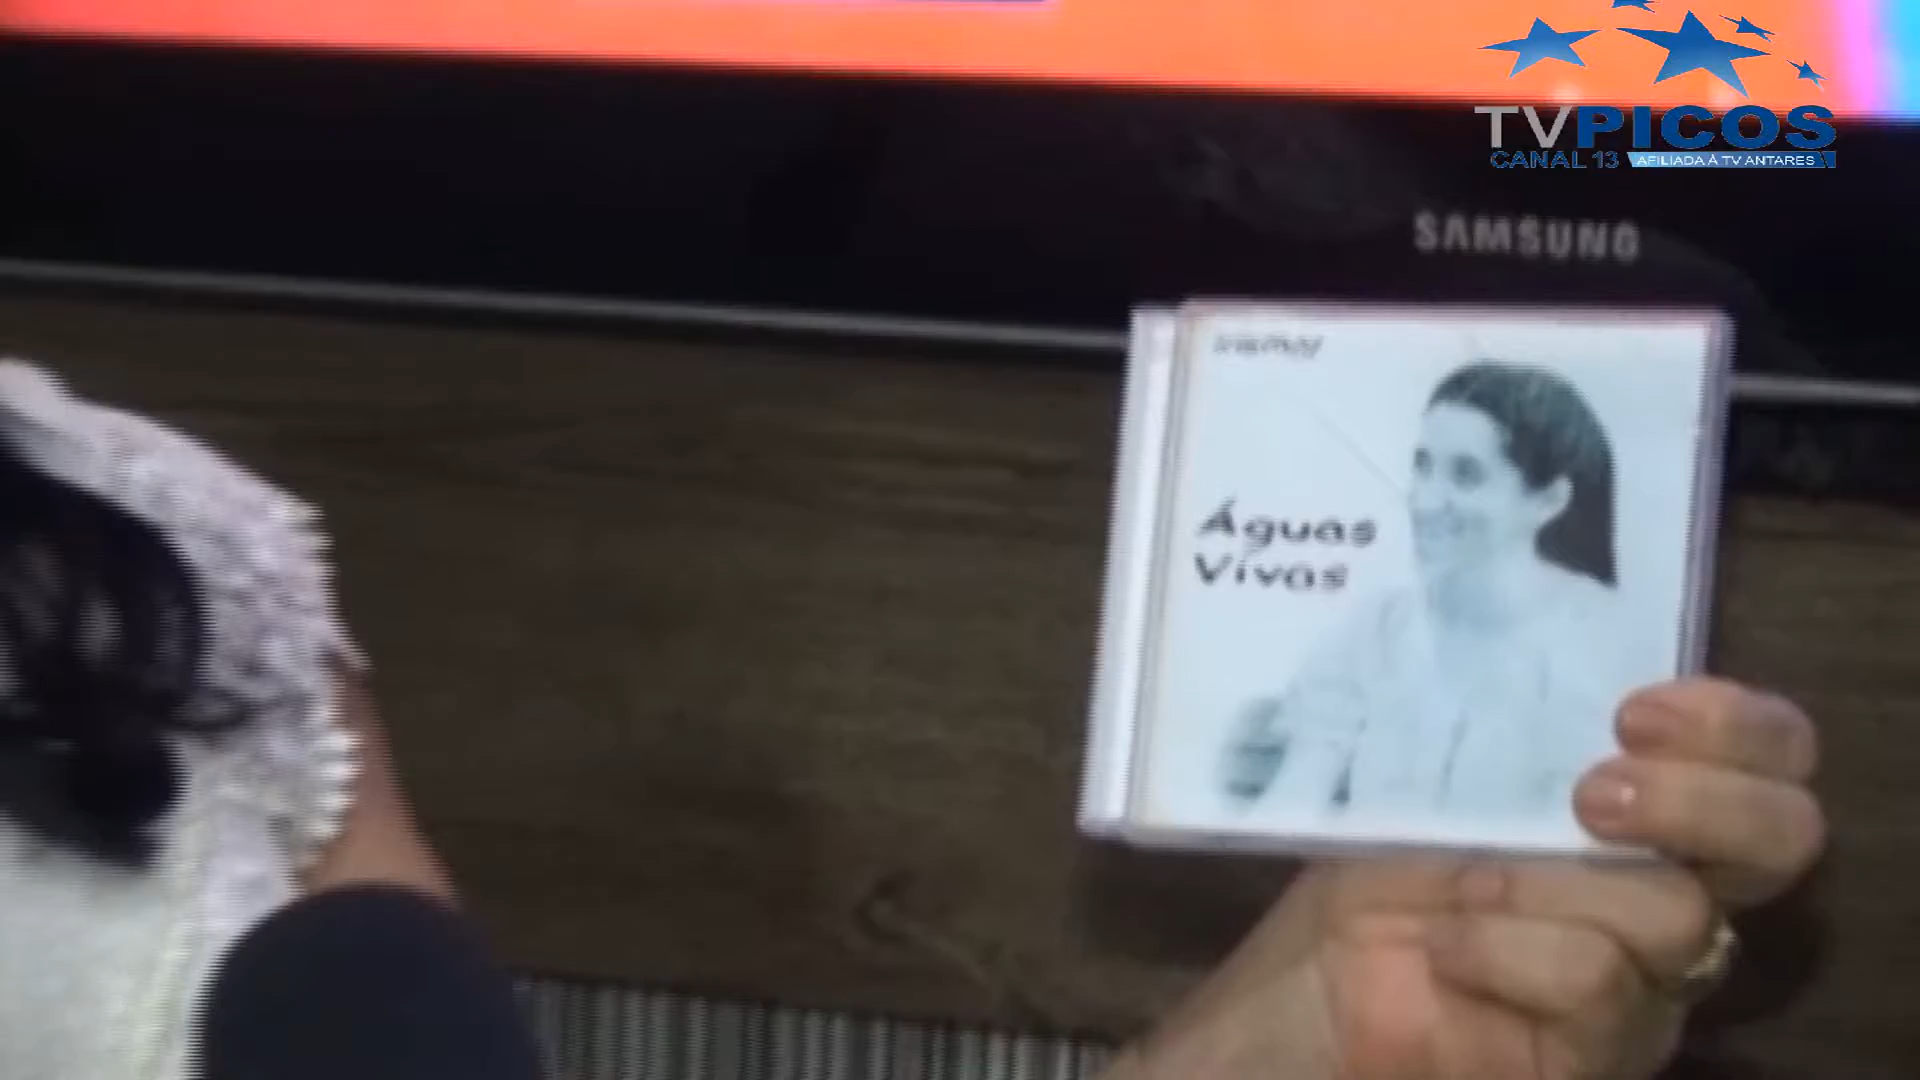 TVPICOS
CANAL 13 AFILIADA À TV ANTARES
SAMSUNG
Águas
Vivas